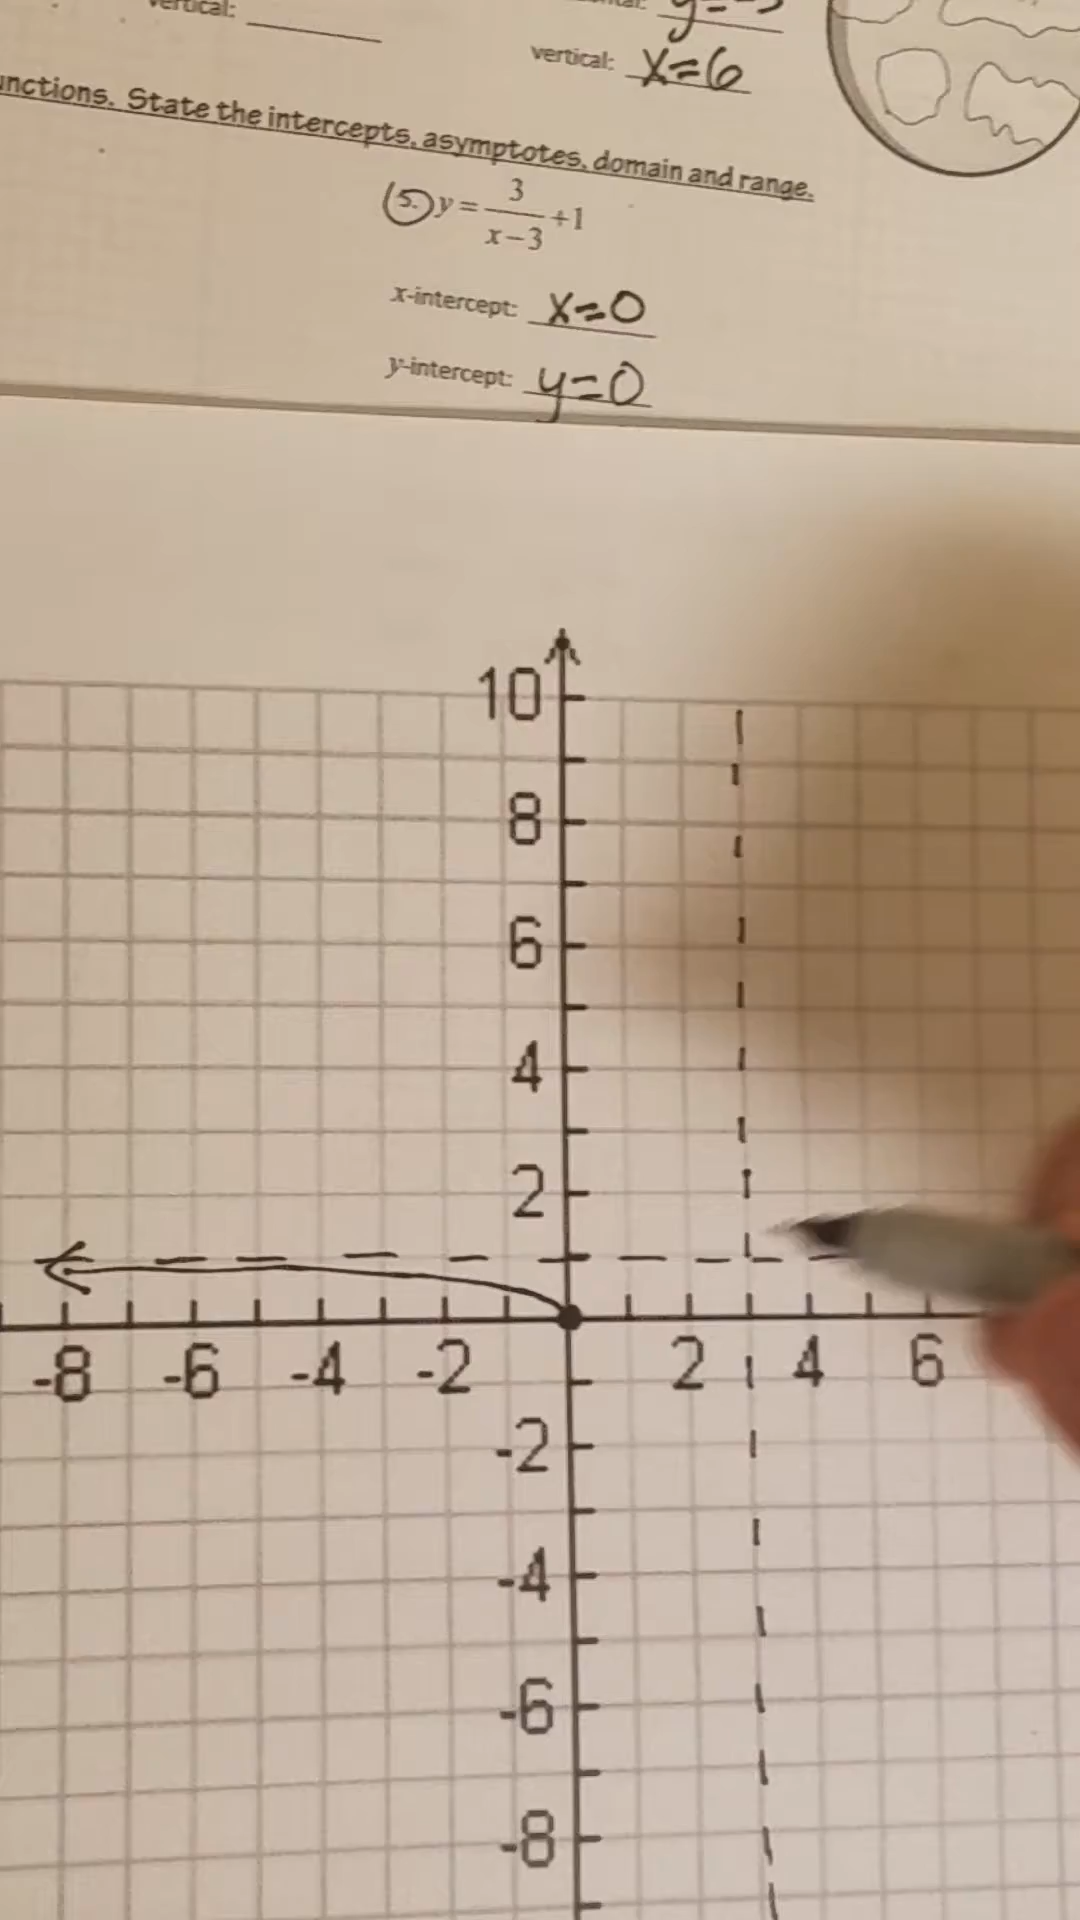 vertical:
vertical: x=6
unctions. State the intercepts, asymptotes, domain and range.
5. y = 3/(x-3) +1
x-intercept: x=0
y-intercept: y=0
10
8
6
4
2
-8 -6 -4 -2 2 4 6
-2
-4
-6
-8